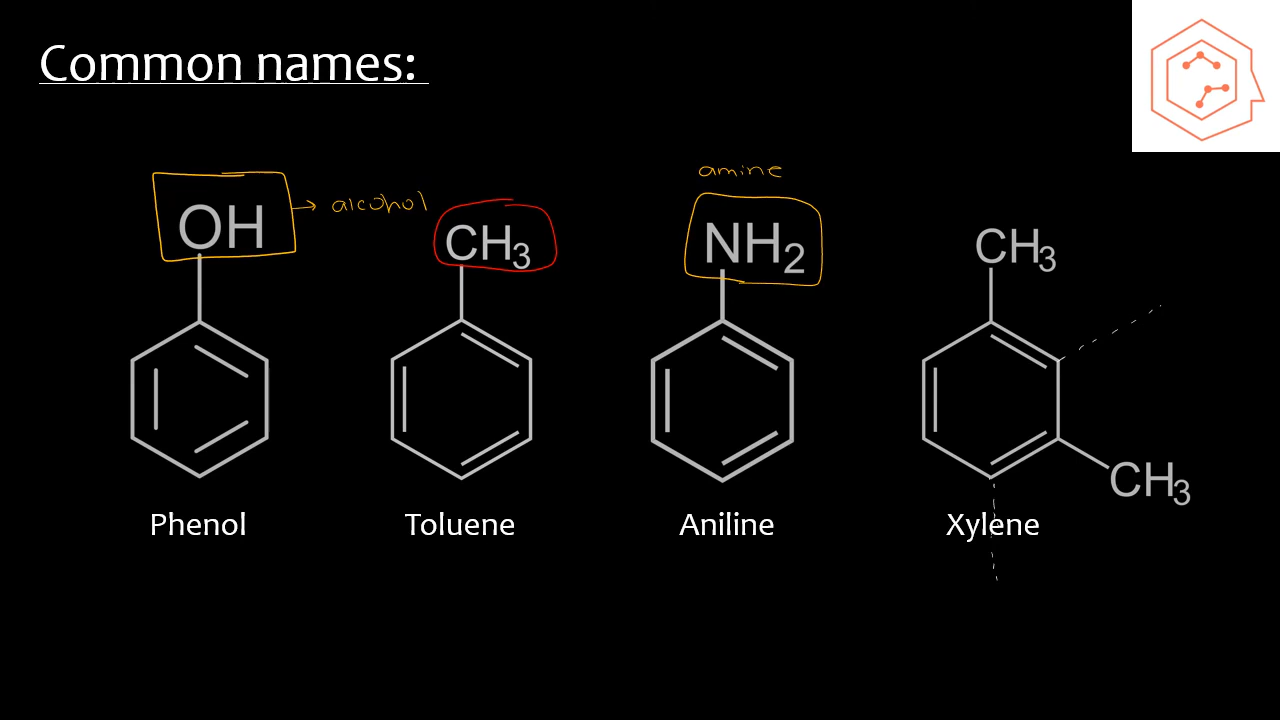 Common names:
amine
OH → alcohol
CH3
NH2
CH3
CH3
Phenol
Toluene
Aniline
Xylene